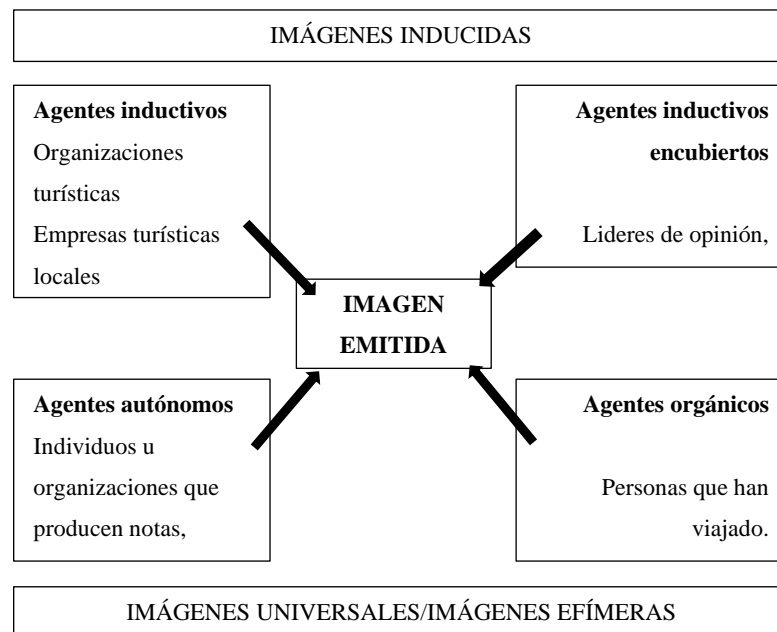 IMÁGENES INDUCIDAS
Agentes inductivos
Organizaciones
turísticas
Empresas turísticas
locales
Agentes inductivos
encubiertos
Lideres de opinión,
IMAGEN
EMITIDA
Agentes autónomos
Individuos u
organizaciones que
producen notas,
Agentes orgánicos
Personas que han
viajado.
IMÁGENES UNIVERSALES/IMÁGENES EFÍMERAS